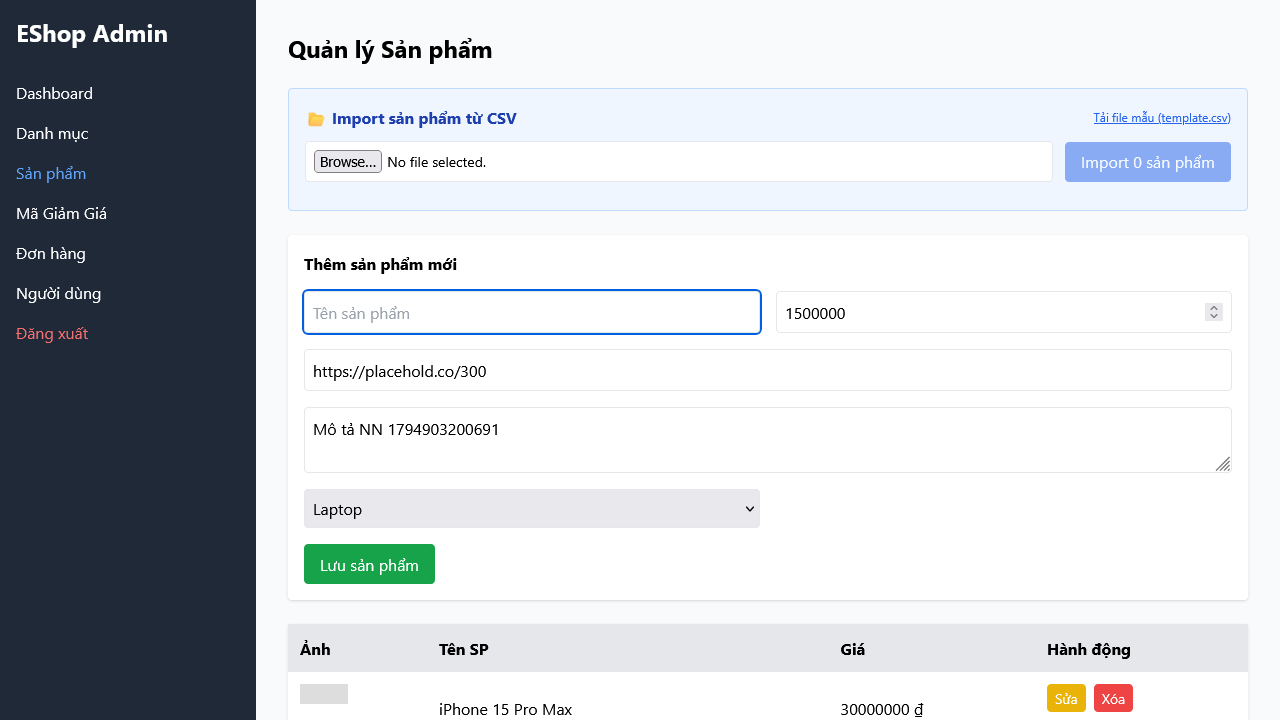 EShop Admin
Dashboard
Danh mục
Sản phẩm
Mã Giảm Giá
Đơn hàng
Người dùng
Đăng xuất
Quản lý Sản phẩm
Import sản phẩm từ CSV
Tải file mẫu (template.csv)
Browse... No file selected.
Import 0 sản phẩm
Thêm sản phẩm mới
Tên sản phẩm
1500000
https://placehold.co/300
Mô tả NN 1794903200691
Laptop
Lưu sản phẩm
Ảnh Tên SP Giá Hành động
iPhone 15 Pro Max 30000000 ₫ Sửa Xóa